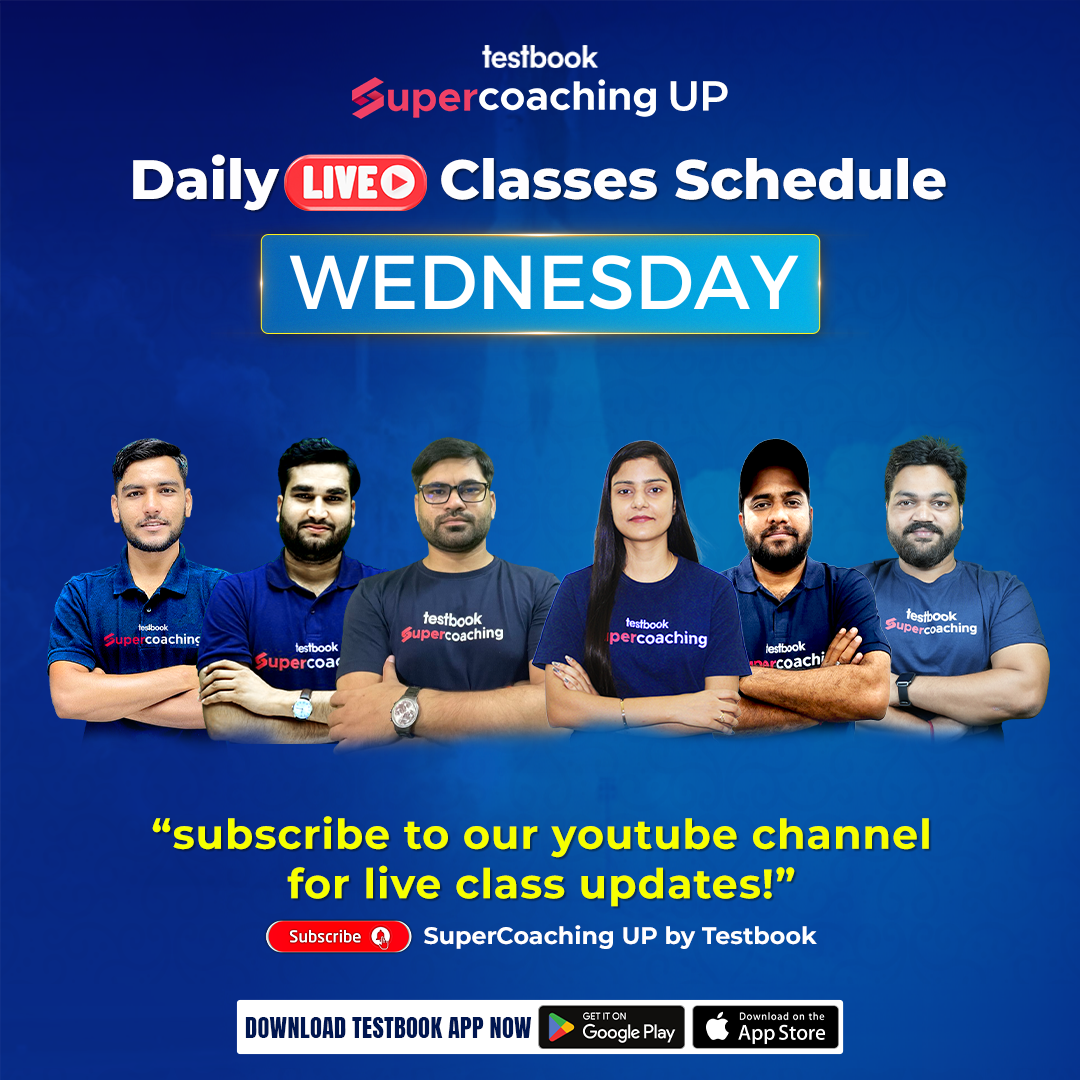 testbook
Supercoaching UP
Daily LIVE Classes Schedule
WEDNESDAY
testbook
Supercoaching
testbook
Supercoac
testbook
Supercoaching
testbook
upercoaching
testbook
percoachi
testbook
Supercoaching
“subscribe to our youtube channel
for live class updates!”
Subscribe SuperCoaching UP by Testbook
DOWNLOAD TESTBOOK APP NOW
GET IT ON
Google Play
Download on the
App Store